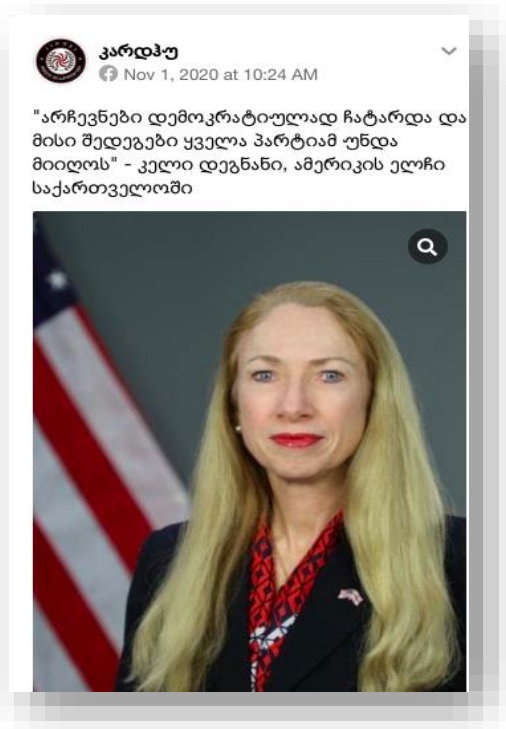 კარდჰუ
Nov 1, 2020 at 10:24 AM
"არჩევნები დემოკრატიულად ჩატარდა და
მისი შედეგები ყველა პარტიამ უნდა
მიიღოს" - კელი დეგნანი, ამერიკის ელჩი
საქართველოში